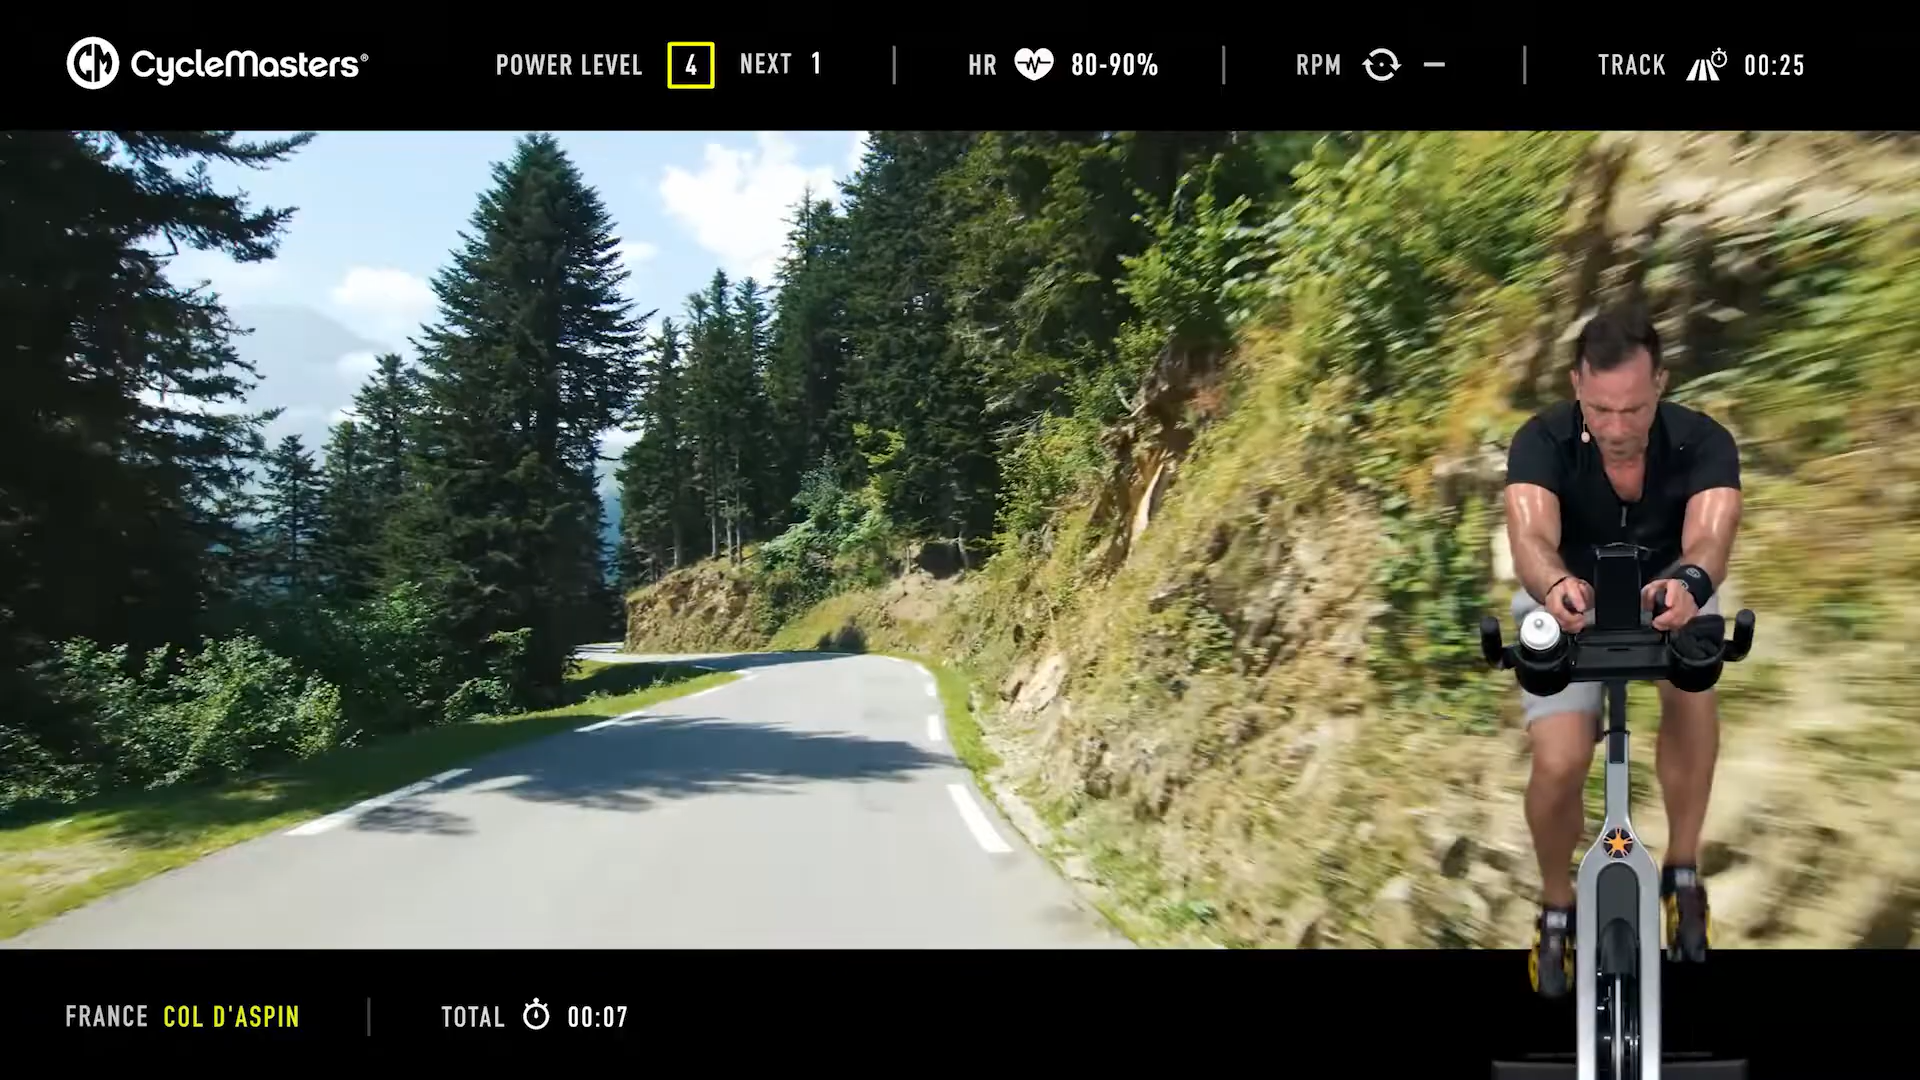 CM CycleMasters®
POWER LEVEL 4 NEXT 1
HR 80-90%
RPM –
TRACK 00:25
FRANCE COL D'ASPIN
TOTAL 00:07